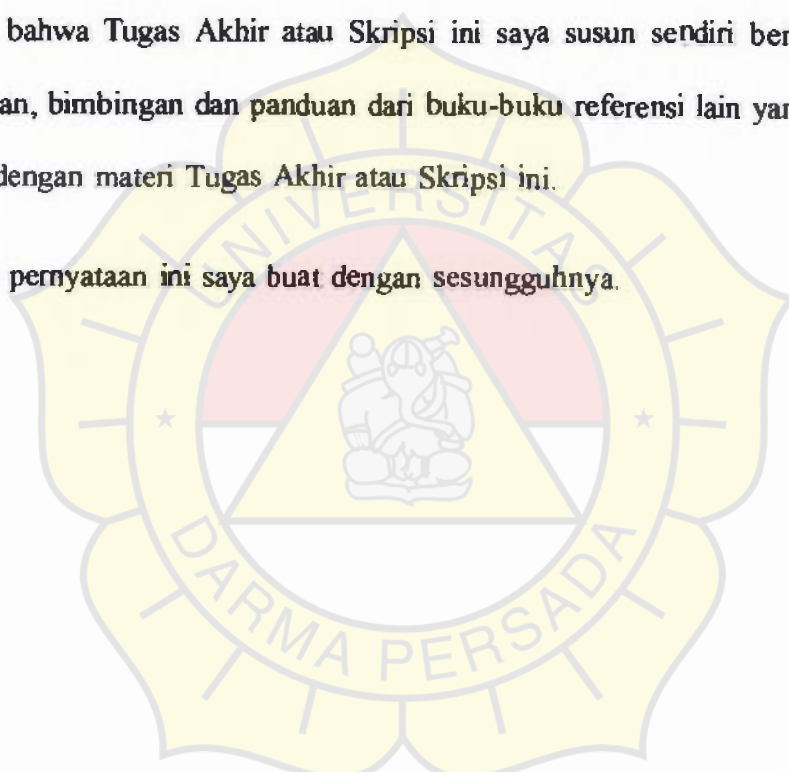 bahwa Tugas Akhir atau Skripsi ini saya susun sendiri ber
an, bimbingan dan panduan dari buku-buku referensi lain yan
dengan materi Tugas Akhir atau Skripsi ini.
pernyataan ini saya buat dengan sesungguhnya.
UNIVERSITAS
DARMA PERSADA